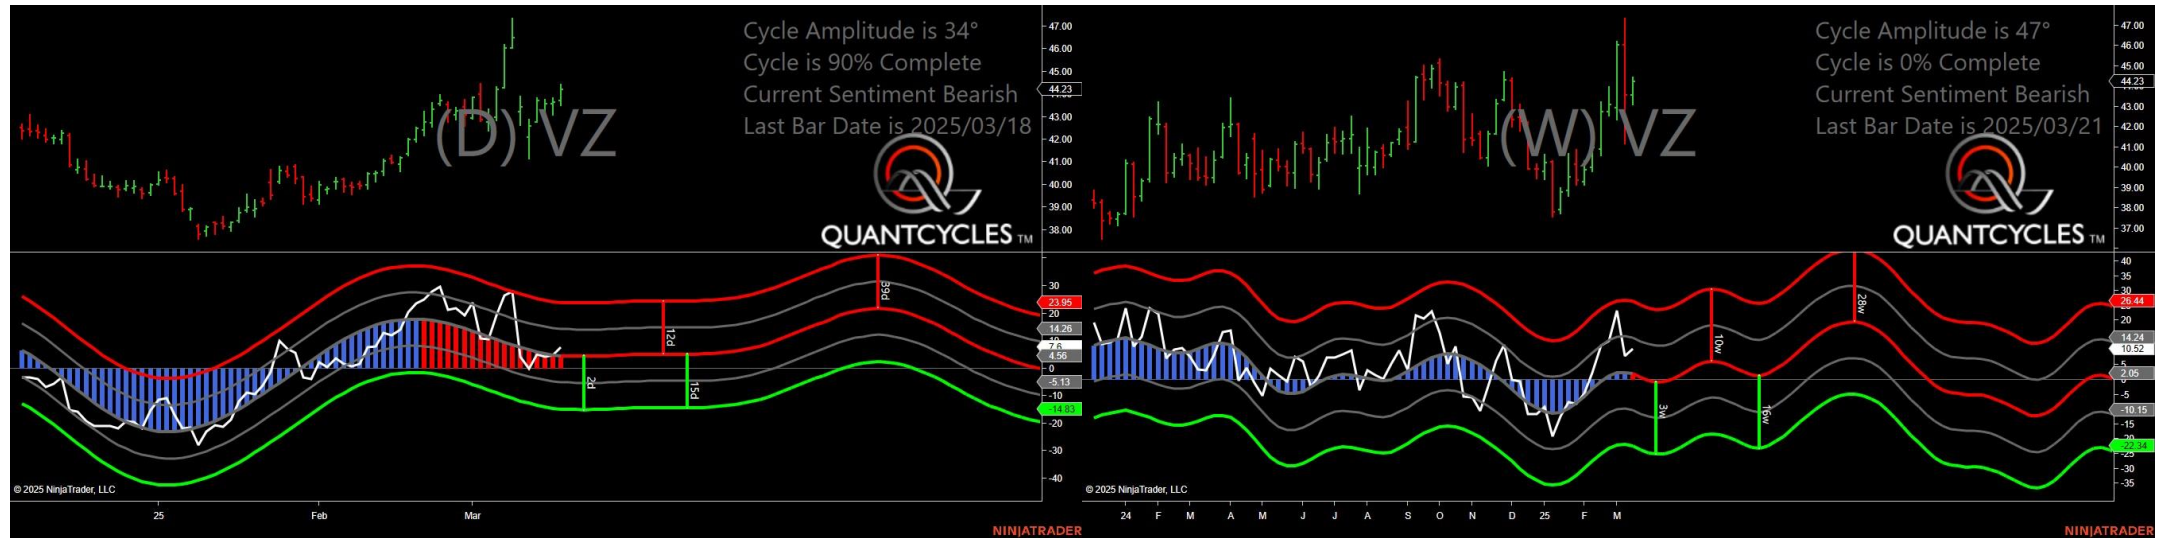 Cycle Amplitude is 34°
Cycle is 90% Complete
Current Sentiment Bearish
Last Bar Date is 2025/03/18
(D) VZ
QUANTCYCLES TM
47.00
46.00
45.00
44.23
43.00
42.00
41.00
40.00
39.00
38.00
30
23.95
20
14.26
7.6
4.56
0
-5.13
-10
-14.83
-20
-30
-40
2d
12d
15d
39d
© 2025 NinjaTrader, LLC
25
Feb
Mar
NINJATRADER
Cycle Amplitude is 47°
Cycle is 0% Complete
Current Sentiment Bearish
Last Bar Date is 2025/03/21
(W) VZ
QUANTCYCLES TM
47.00
46.00
45.00
44.23
43.00
42.00
41.00
40.00
39.00
38.00
37.00
40
35
30
26.44
20
14.24
10.52
5
2.05
-5
-10.15
-15
-22.34
-25
-30
-35
3w
10w
16w
28w
© 2025 NinjaTrader, LLC
24
F
M
A
M
J
J
A
S
O
N
D
25
F
M
NINJATRADER